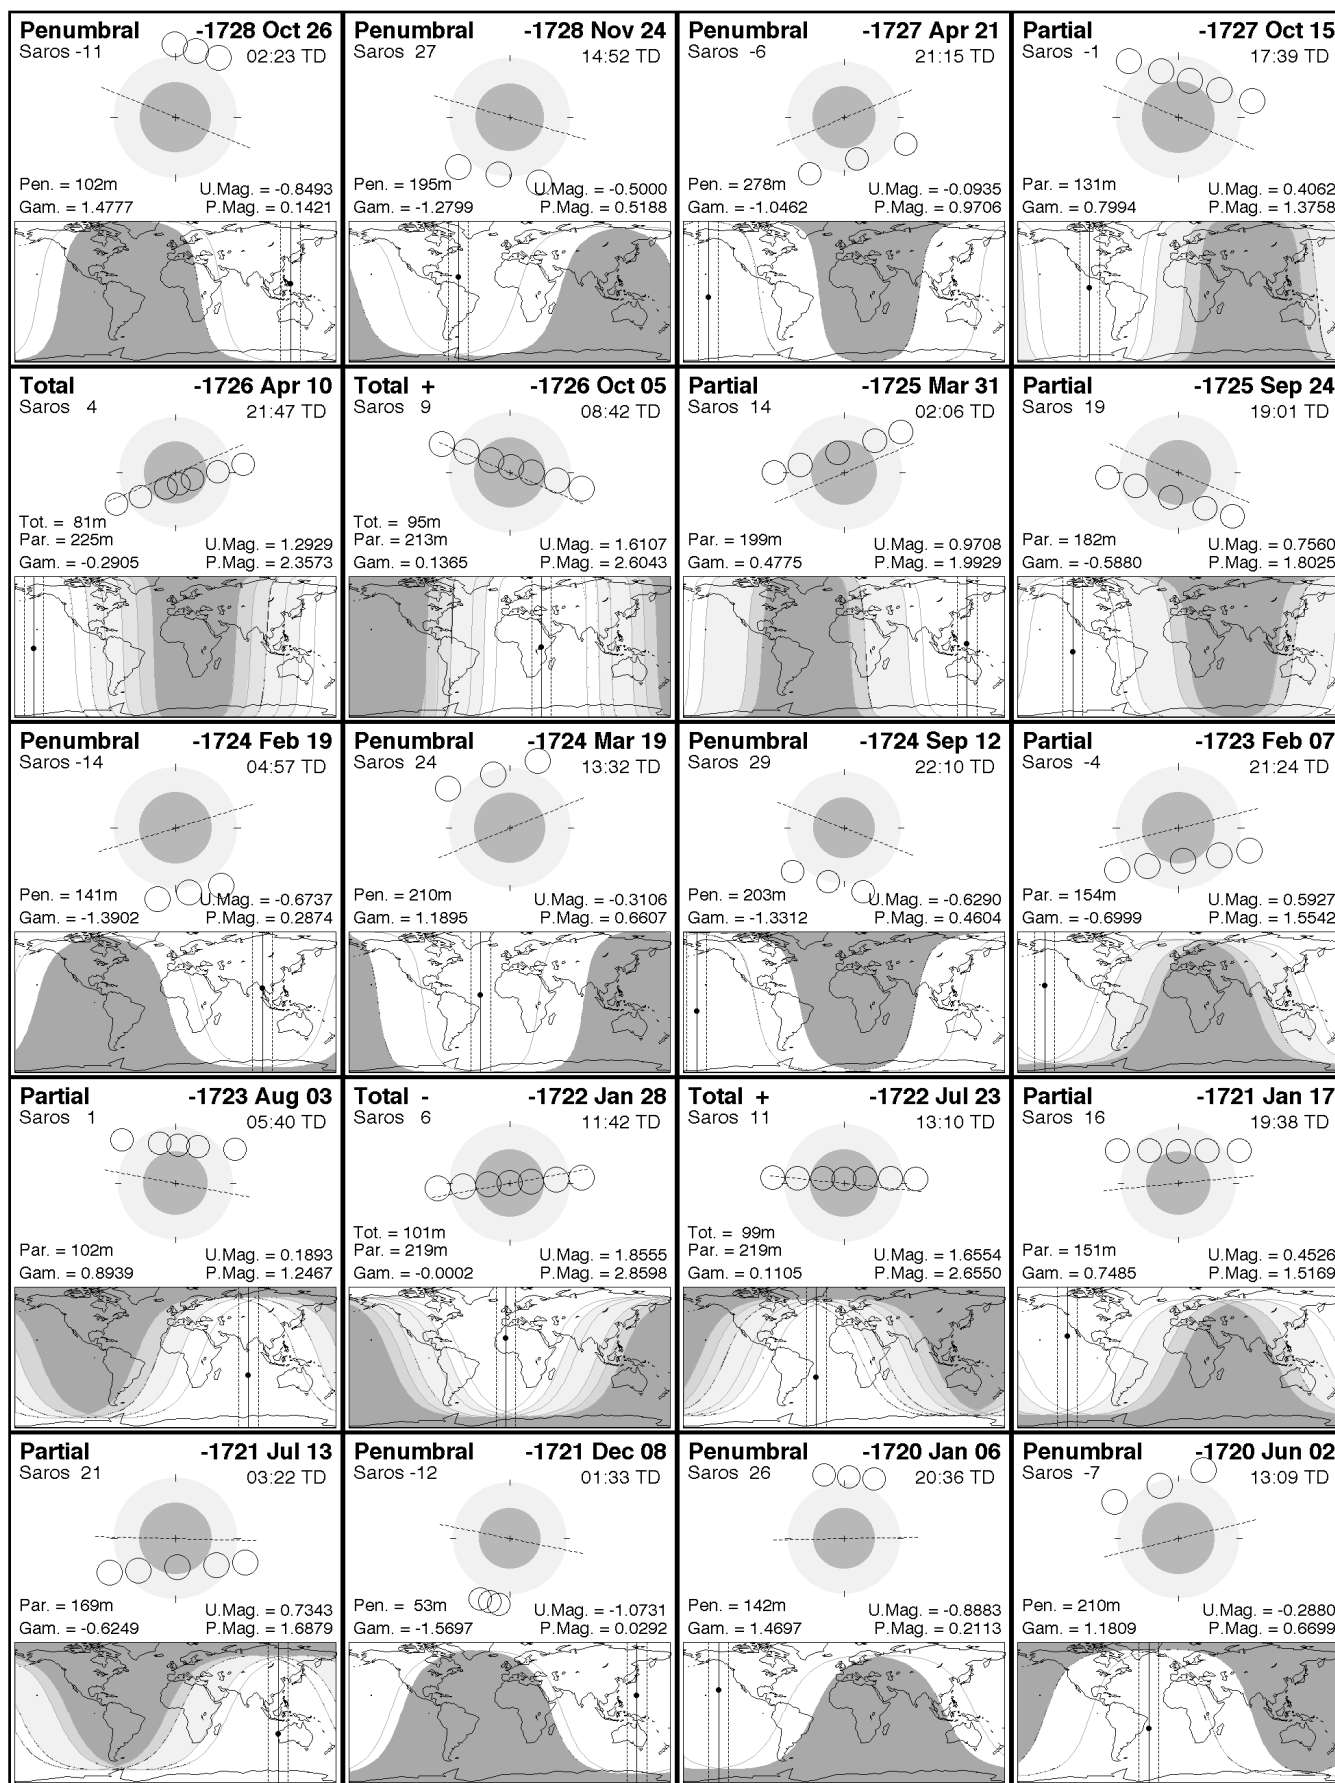 Penumbral -1728 Oct 26
Saros -11 02:23 TD
Pen. = 102m U.Mag. = -0.8493
Gam. = 1.4777 P.Mag. = 0.1421
Penumbral -1728 Nov 24
Saros 27 14:52 TD
Pen. = 195m U.Mag. = -0.5000
Gam. = -1.2799 P.Mag. = 0.5188
Penumbral -1727 Apr 21
Saros -6 21:15 TD
Pen. = 278m U.Mag. = -0.0935
Gam. = -1.0462 P.Mag. = 0.9706
Partial -1727 Oct 15
Saros -1 17:39 TD
Par. = 131m U.Mag. = 0.4062
Gam. = 0.7994 P.Mag. = 1.3758
Total -1726 Apr 10
Saros 4 21:47 TD
Tot. = 81m
Par. = 225m U.Mag. = 1.2929
Gam. = -0.2905 P.Mag. = 2.3573
Total + -1726 Oct 05
Saros 9 08:42 TD
Tot. = 95m
Par. = 213m U.Mag. = 1.6107
Gam. = 0.1365 P.Mag. = 2.6043
Partial -1725 Mar 31
Saros 14 02:06 TD
Par. = 199m U.Mag. = 0.9708
Gam. = 0.4775 P.Mag. = 1.9929
Partial -1725 Sep 24
Saros 19 19:01 TD
Par. = 182m U.Mag. = 0.7560
Gam. = -0.5880 P.Mag. = 1.8025
Penumbral -1724 Feb 19
Saros -14 04:57 TD
Pen. = 141m U.Mag. = -0.6737
Gam. = -1.3902 P.Mag. = 0.2874
Penumbral -1724 Mar 19
Saros 24 13:32 TD
Pen. = 210m U.Mag. = -0.3106
Gam. = 1.1895 P.Mag. = 0.6607
Penumbral -1724 Sep 12
Saros 29 22:10 TD
Pen. = 203m U.Mag. = -0.6290
Gam. = -1.3312 P.Mag. = 0.4604
Partial -1723 Feb 07
Saros -4 21:24 TD
Par. = 154m U.Mag. = 0.5927
Gam. = -0.6999 P.Mag. = 1.5542
Partial -1723 Aug 03
Saros 1 05:40 TD
Par. = 102m U.Mag. = 0.1893
Gam. = 0.8939 P.Mag. = 1.2467
Total - -1722 Jan 28
Saros 6 11:42 TD
Tot. = 101m
Par. = 219m U.Mag. = 1.8555
Gam. = -0.0002 P.Mag. = 2.8598
Total + -1722 Jul 23
Saros 11 13:10 TD
Tot. = 99m
Par. = 219m U.Mag. = 1.6554
Gam. = 0.1105 P.Mag. = 2.6550
Partial -1721 Jan 17
Saros 16 19:38 TD
Par. = 151m U.Mag. = 0.4526
Gam. = 0.7485 P.Mag. = 1.5169
Partial -1721 Jul 13
Saros 21 03:22 TD
Par. = 169m U.Mag. = 0.7343
Gam. = -0.6249 P.Mag. = 1.6879
Penumbral -1721 Dec 08
Saros -12 01:33 TD
Pen. = 53m U.Mag. = -1.0731
Gam. = -1.5697 P.Mag. = 0.0292
Penumbral -1720 Jan 06
Saros 26 20:36 TD
Pen. = 142m U.Mag. = -0.8883
Gam. = 1.4697 P.Mag. = 0.2113
Penumbral -1720 Jun 02
Saros -7 13:09 TD
Pen. = 210m U.Mag. = -0.2880
Gam. = 1.1809 P.Mag. = 0.6699